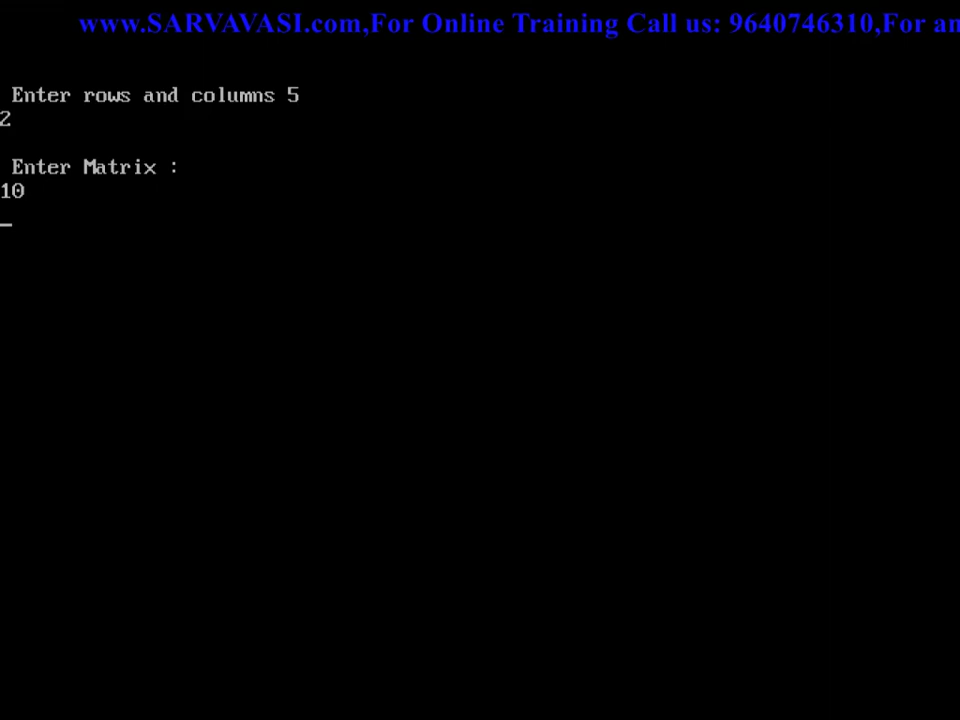 www.SARVAVASI.com,For Online Training Call us: 9640746310,For an
Enter rows and columns 5
2
Enter Matrix :
10
_